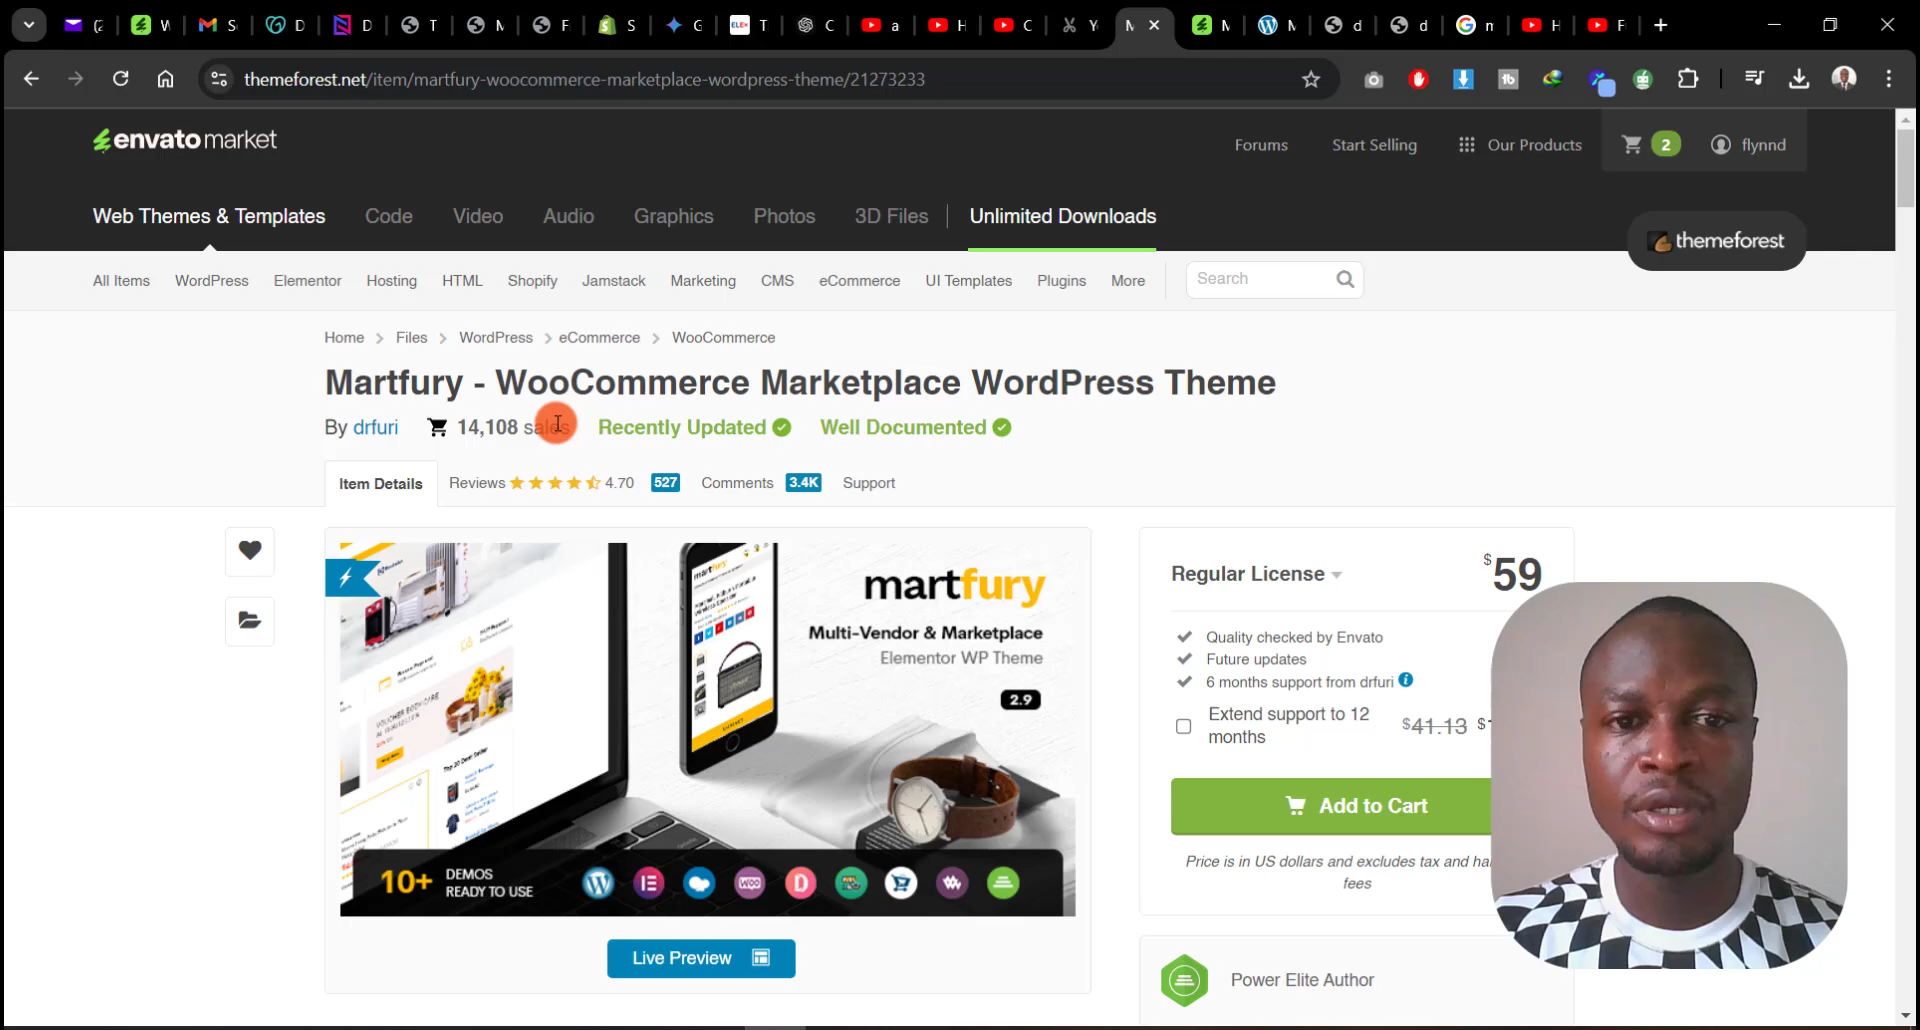 themeforest.net/item/martfury-woocommerce-marketplace-wordpress-theme/21273233
envato market
Forums
Start Selling
Our Products
2
flynnd
Web Themes & Templates
Code
Video
Audio
Graphics
Photos
3D Files
Unlimited Downloads
themeforest
All Items
WordPress
Elementor
Hosting
HTML
Shopify
Jamstack
Marketing
CMS
eCommerce
UI Templates
Plugins
More
Search
Home > Files > WordPress > eCommerce > WooCommerce
Martfury - WooCommerce Marketplace WordPress Theme
By drfuri
14,108 sales
Recently Updated
Well Documented
Item Details
Reviews
4.70
527
Comments
3.4K
Support
martfury
Multi-Vendor & Marketplace
Elementor WP Theme
2.9
10+ DEMOS
READY TO USE
Live Preview
Regular License
$59
Quality checked by Envato
Future updates
6 months support from drfuri
Extend support to 12
months
$41.13
$
Add to Cart
Price is in US dollars and excludes tax and
fees
Power Elite Author